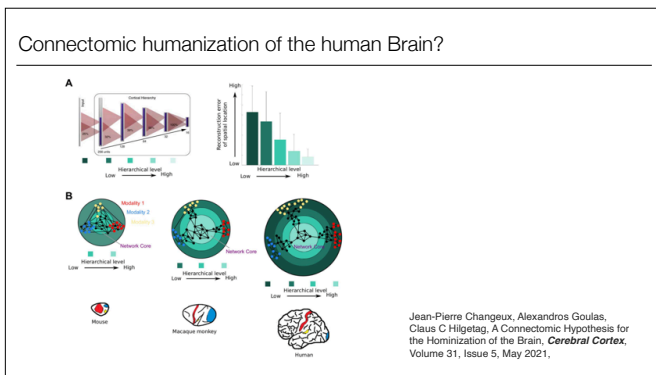 Connectomic humanization of the human Brain?
A
Cortical Hierarchy
Hierarchical level
Low High
High
Reconstruction error
of spatial location
Low
Hierarchical level
Low High
B
Modality 1
Modality 2
Network Core
Hierarchical level
Low High
Mouse
Network Core
Hierarchical level
Low High
Macaque monkey
Network Core
Hierarchical level
Low High
Human
Jean-Pierre Changeux, Alexandros Goulas,
Claus C Hilgetag, A Connectomic Hypothesis for
the Hominization of the Brain, Cerebral Cortex,
Volume 31, Issue 5, May 2021,